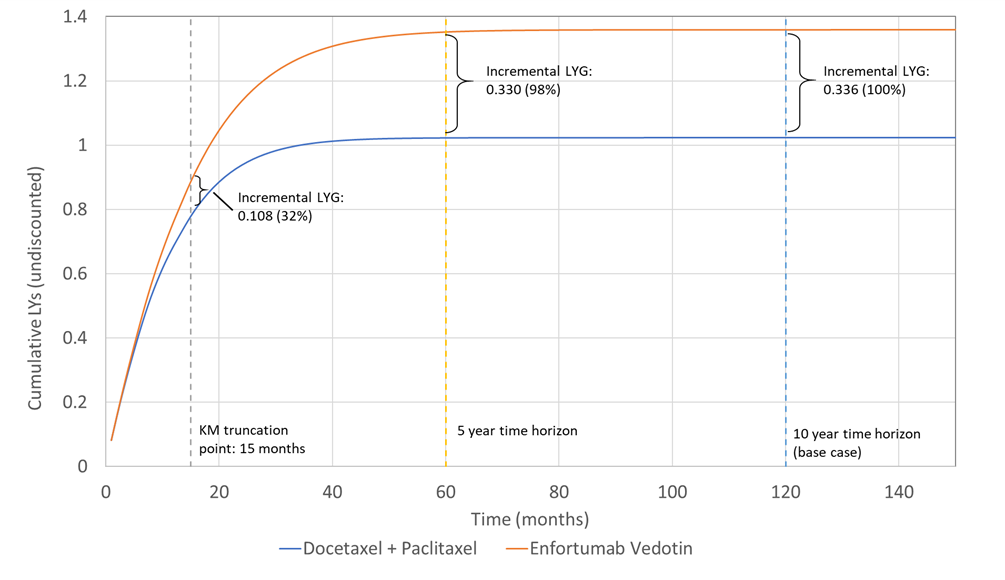 1.4
1.2
1
0.8
0.6
0.4
0.2
0
Cumulative LYs (undiscounted)
Incremental LYG:
0.108 (32%)
Incremental LYG:
0.330 (98%)
Incremental LYG:
0.336 (100%)
KM truncation
point: 15 months
5 year time horizon
10 year time horizon
(base case)
0 20 40 60 80 100 120 140
Time (months)
Docetaxel + Paclitaxel Enfortumab Vedotin